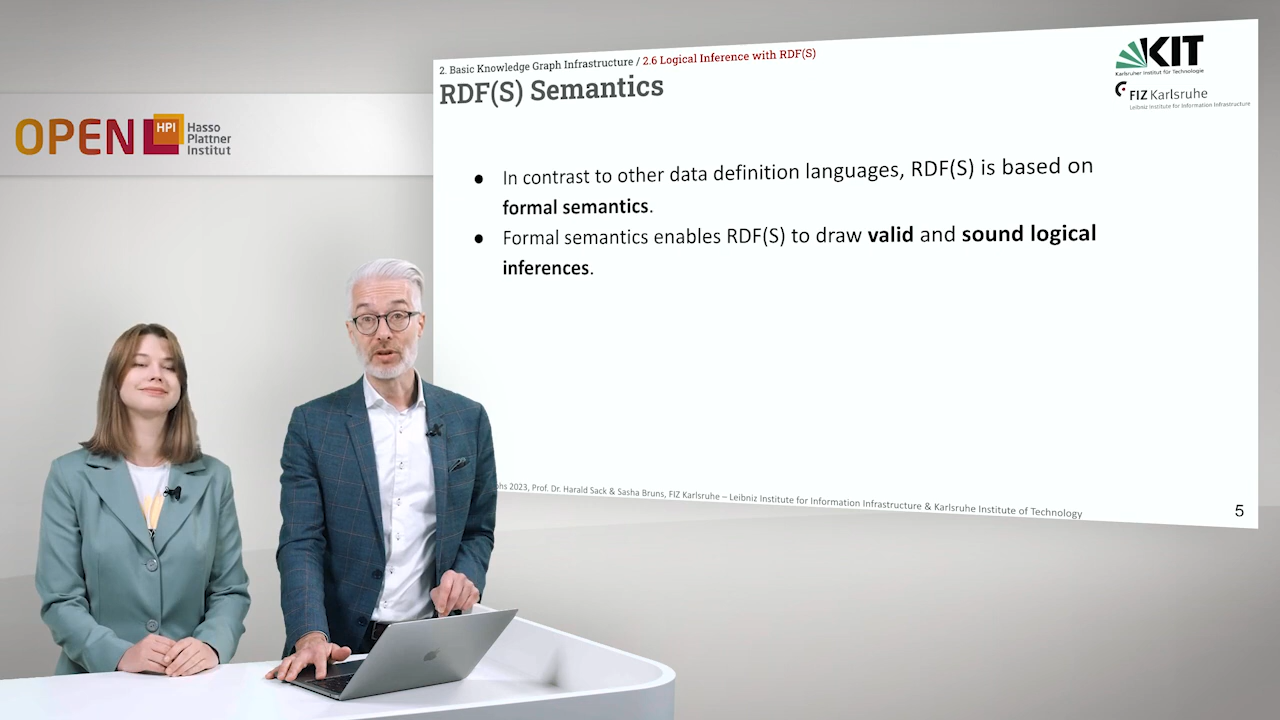 2. Basic Knowledge Graph Infrastructure / 2.6 Logical Inference with RDF(S)
RDF(S) Semantics
KIT
Karlsruher Institut für Technologie
FIZ Karlsruhe
Leibniz Institute for Information Infrastructure
OPEN HPI Hasso
Plattner
Institut
● In contrast to other data definition languages, RDF(S) is based on
formal semantics.
● Formal semantics enables RDF(S) to draw valid and sound logical
inferences.
2023, Prof. Dr. Harald Sack & Sasha Bruns, FIZ Karlsruhe – Leibniz Institute for Information Infrastructure & Karlsruhe Institute of Technology
5